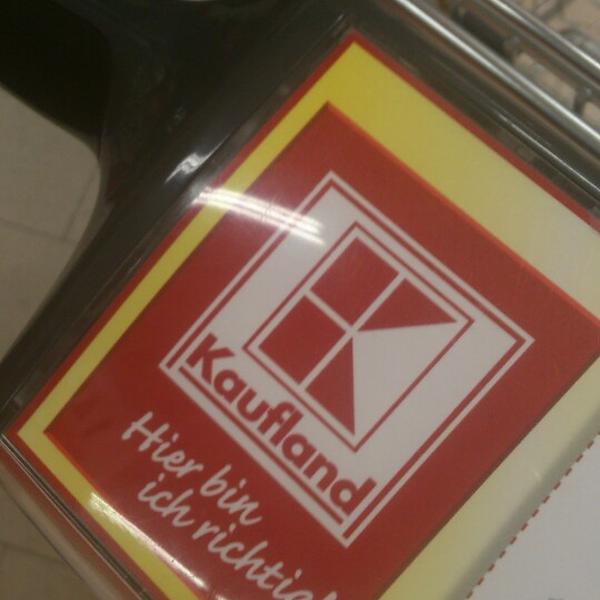 Kaufland
Hier bin
ich richtig!